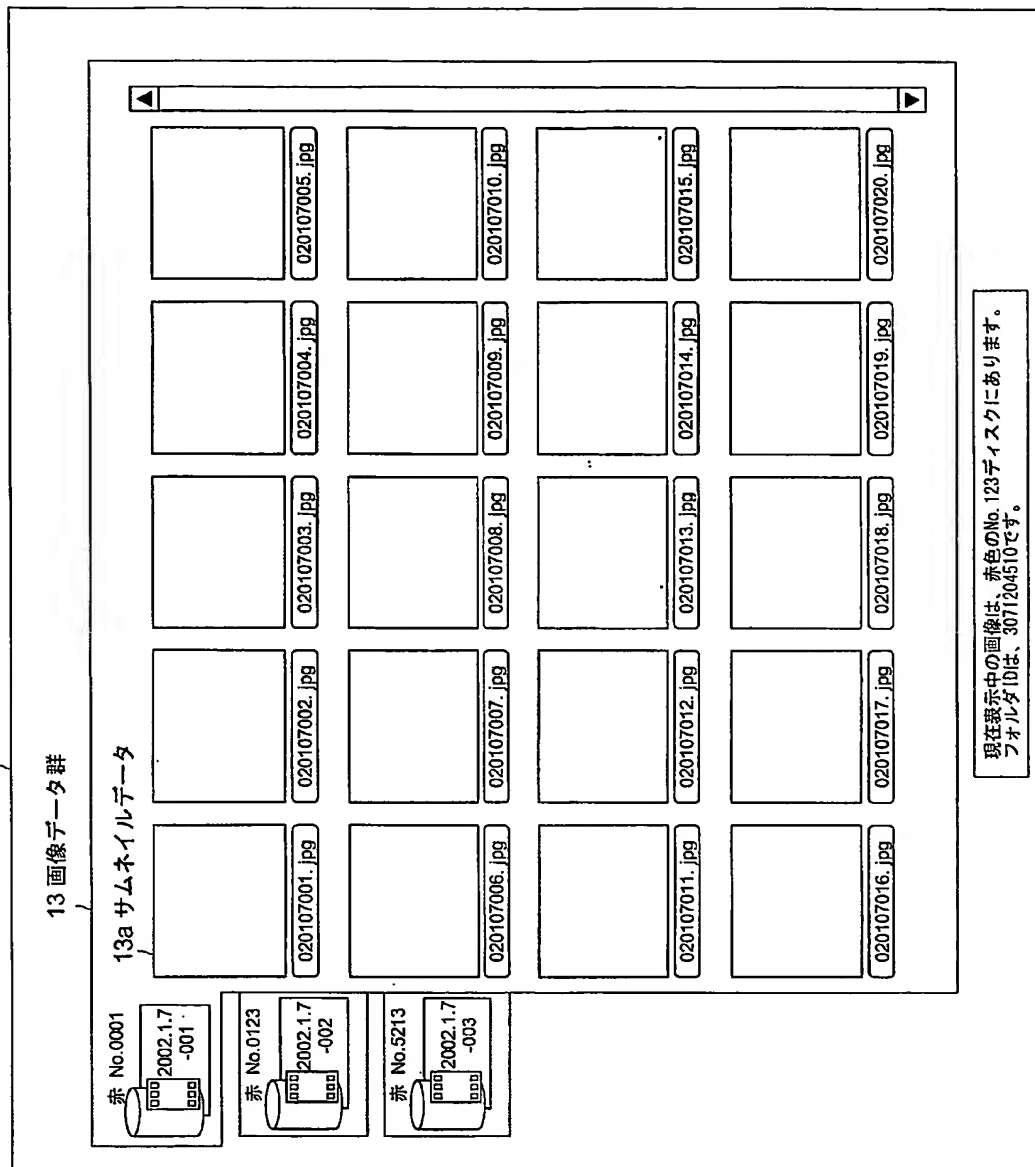 13 画像データ群
13a サムネイルデータ
赤 No.0001
2002.1.7
-001
赤 No.0123
2002.1.7
-002
赤 No.5213
2002.1.7
-003
020107001. jpg
020107002. jpg
020107003. jpg
020107004. jpg
020107005. jpg
020107006. jpg
020107007. jpg
020107008. jpg
020107009. jpg
020107010. jpg
020107011. jpg
020107012. jpg
020107013. jpg
020107014. jpg
020107015. jpg
020107016. jpg
020107017. jpg
020107018. jpg
020107019. jpg
020107020. jpg
現在表示中の画像は、赤色のNo. 123ディスクにあります。
フォルダIDは、3071204510です。